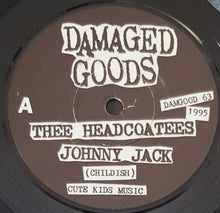 DAMAGED
GOODS
A
DAMGOOD 63
1995
THEE HEADCOATEES
JOHNNY JACK
(CHILDISH)
CUTE KIDS MUSIC